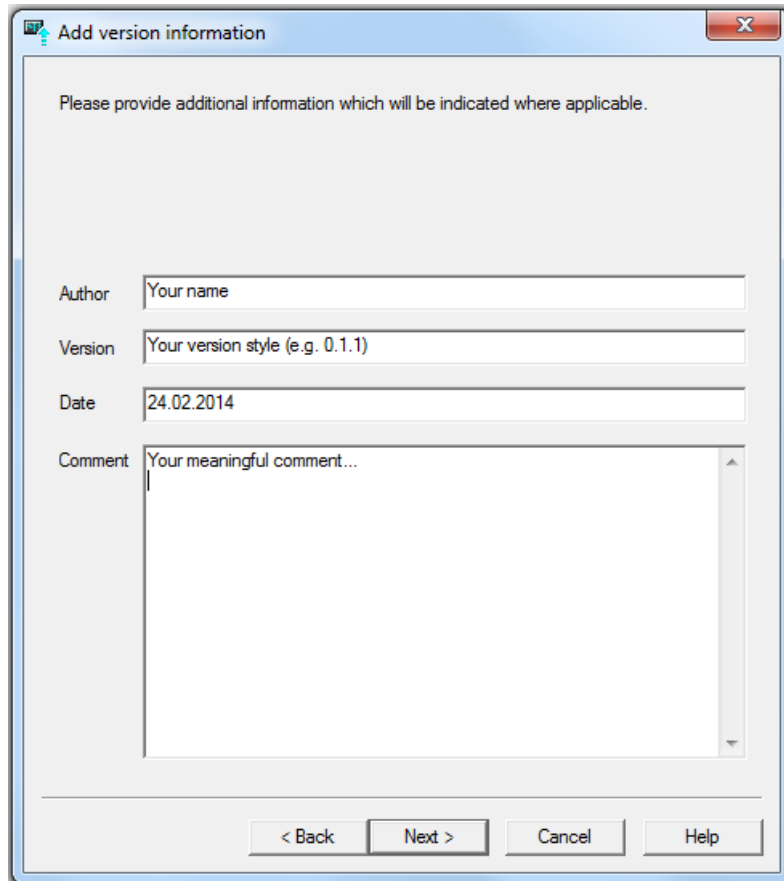 Add version information
Please provide additional information which will be indicated where applicable.
Author Your name
Version Your version style (e.g. 0.1.1)
Date 24.02.2014
Comment Your meaningful comment...
< Back Next > Cancel Help